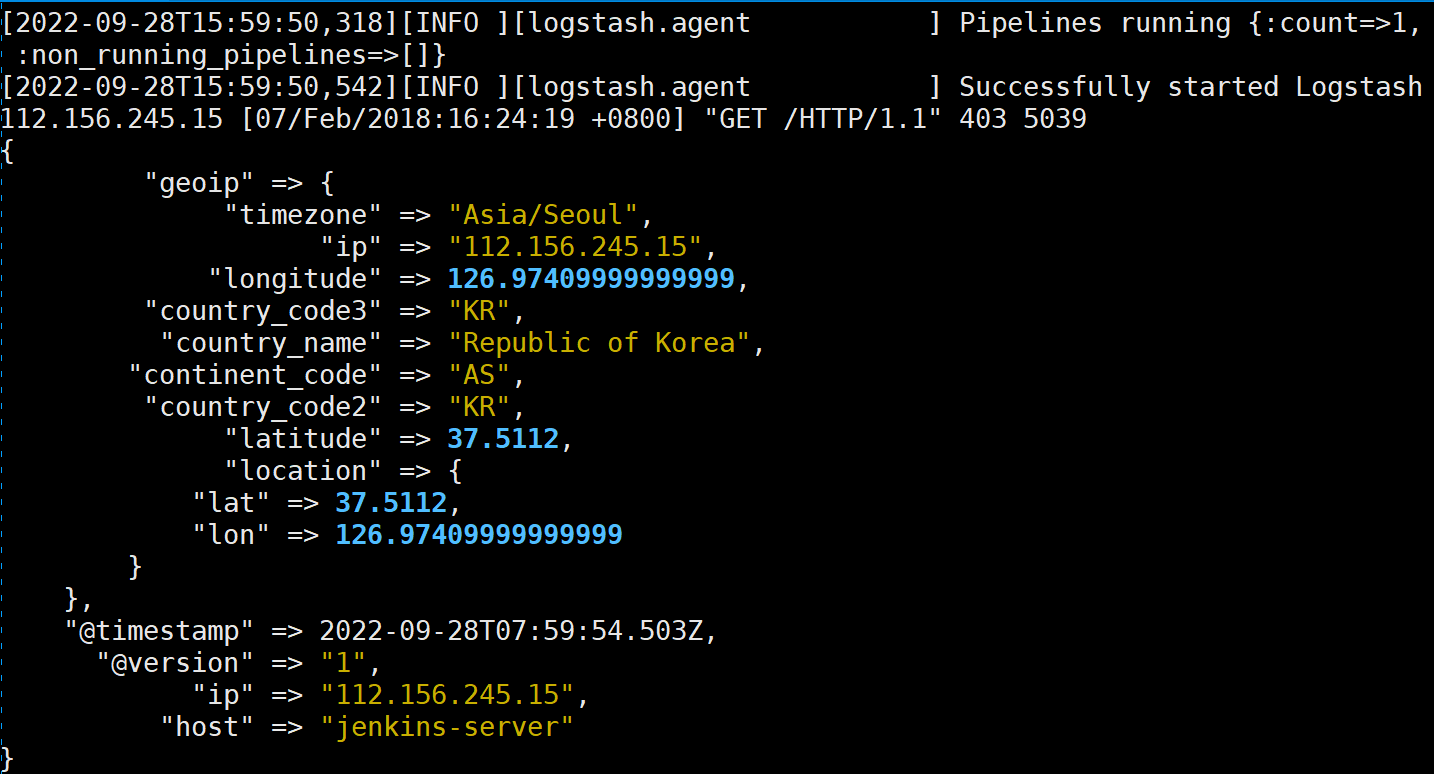 [2022-09-28T15:59:50,318][INFO ][logstash.agent           ] Pipelines running {:count=>1,
 :non_running_pipelines=>[]}
[2022-09-28T15:59:50,542][INFO ][logstash.agent           ] Successfully started Logstash
112.156.245.15 [07/Feb/2018:16:24:19 +0800] "GET /HTTP/1.1" 403 5039
{
         "geoip" => {
              "timezone" => "Asia/Seoul",
                    "ip" => "112.156.245.15",
             "longitude" => 126.97409999999999,
         "country_code3" => "KR",
          "country_name" => "Republic of Korea",
        "continent_code" => "AS",
         "country_code2" => "KR",
              "latitude" => 37.5112,
              "location" => {
            "lat" => 37.5112,
            "lon" => 126.97409999999999
        }
    },
    "@timestamp" => 2022-09-28T07:59:54.503Z,
      "@version" => "1",
            "ip" => "112.156.245.15",
          "host" => "jenkins-server"
}